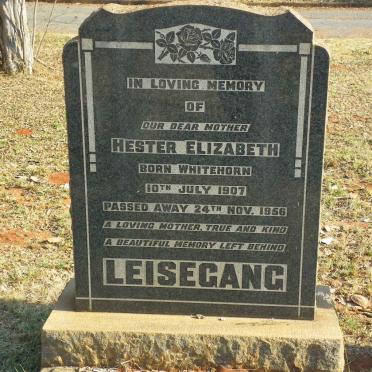 IN LOVING MEMORY
OF
OUR DEAR MOTHER
HESTER ELIZABETH
BORN WHITEHORN
10TH JULY 1907
PASSED AWAY 24TH NOV. 1956
A LOVING MOTHER, TRUE AND KIND
A BEAUTIFUL MEMORY LEFT BEHIND
LEISEGANG